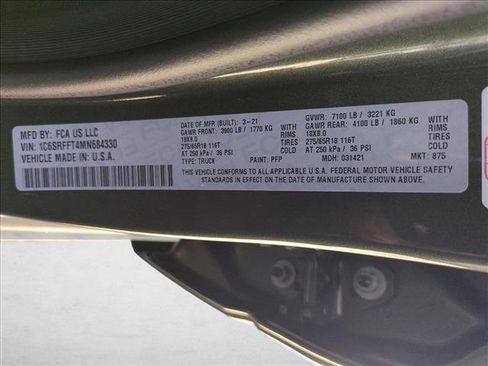 MFD BY: FCA US LLC
VIN: 1C6SRFFT4MN684330
VEHICLE MADE IN U.S.A.
DATE OF MFR (BUILT): 3-21
GAWR FRONT: 3900 LB / 1770 KG WITH
18X8.0 RIMS
275/65R18 116T TIRES
AT 250 kPa / 36 PSI COLD
TYPE: TRUCK PAINT: PFP
GVWR: 7100 LB / 3221 KG
GAWR REAR: 4100 LB / 1860 KG WITH
18X8.0 RIMS
275/65R18 116T TIRES
AT 250 kPa / 36 PSI COLD
MDH: 031421 MKT: 875
THIS VEHICLE CONFORMS TO ALL APPLICABLE U.S.A. FEDERAL MOTOR VEHICLE SAFETY
STANDARDS IN EFFECT ON THE DATE OF MANUFACTURE SHOWN ABOVE.